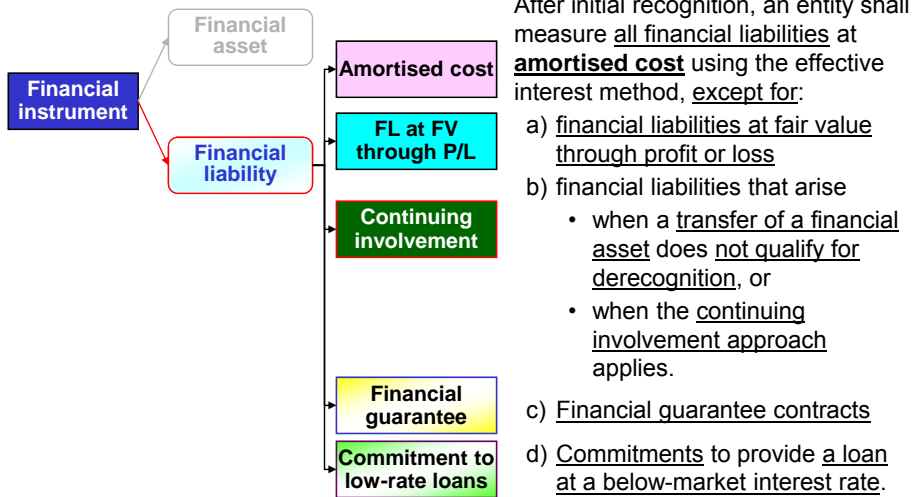 Financial
asset
Financial
instrument
Financial
liability
Amortised cost
FL at FV
through P/L
Continuing
involvement
Financial
guarantee
Commitment to
low-rate loans
After initial recognition, an entity shall
measure all financial liabilities at
amortised cost using the effective
interest method, except for:
a) financial liabilities at fair value
through profit or loss
b) financial liabilities that arise
• when a transfer of a financial
asset does not qualify for
derecognition, or
• when the continuing
involvement approach
applies.
c) Financial guarantee contracts
d) Commitments to provide a loan
at a below-market interest rate.